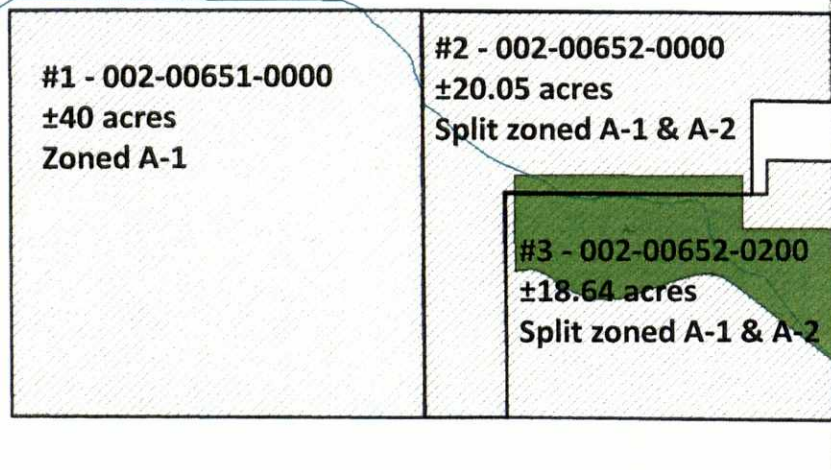 #1 - 002-00651-0000
±40 acres
Zoned A-1
#2 - 002-00652-0000
±20.05 acres
Split zoned A-1 & A-2
#3 - 002-00652-0200
±18.64 acres
Split zoned A-1 & A-2